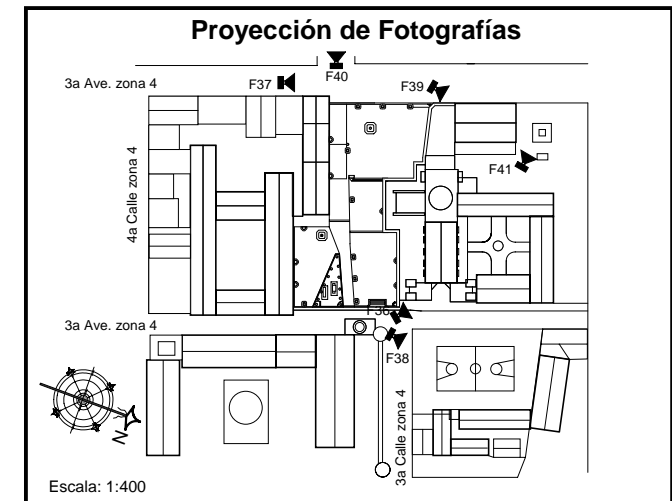 Proyección de Fotografías
F40
3a Ave. zona 4
F37
F39
F41
4a Calle zona 4
F36
3a Ave. zona 4
F38
3a Calle zona 4
N
Escala: 1:400